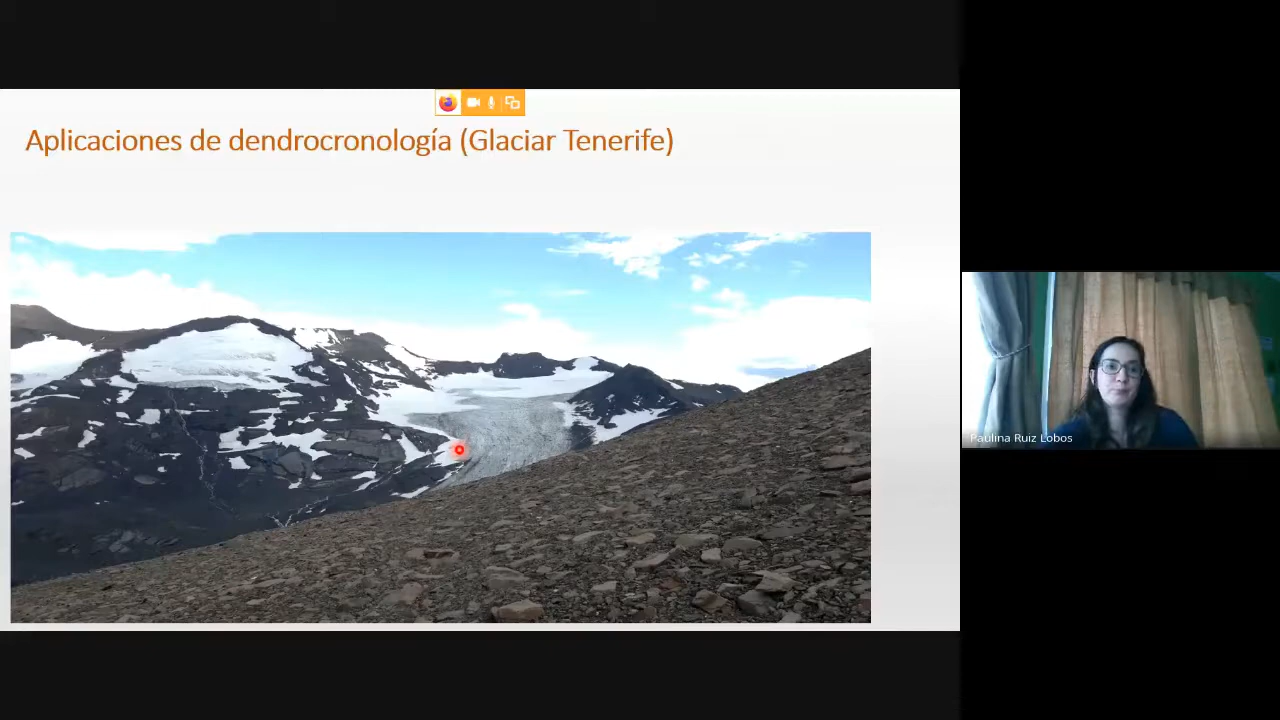 Aplicaciones de dendrocronología (Glaciar Tenerife)
Paulina Ruiz Lobos